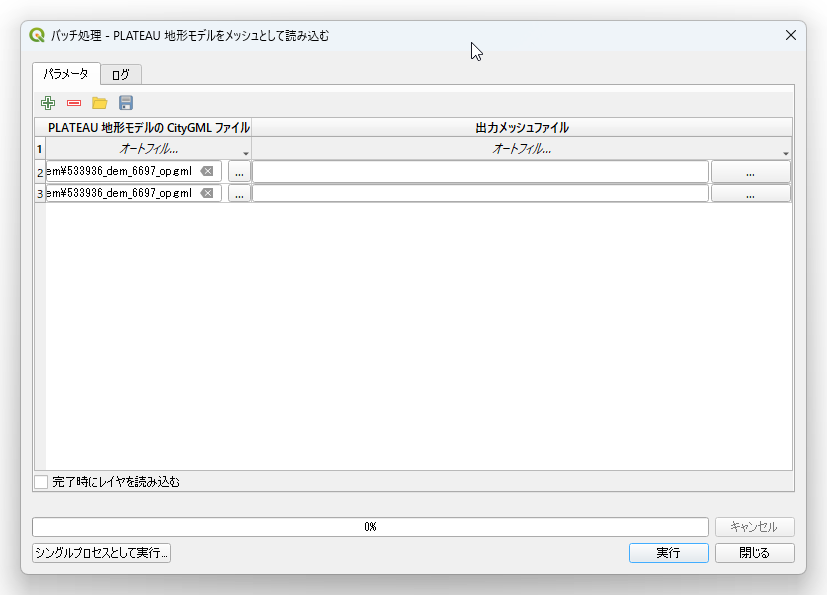 バッチ処理 - PLATEAU 地形モデルをメッシュとして読み込む
パラメータ ログ
PLATEAU 地形モデルの CityGML ファイル 出力メッシュファイル
1 オートフィル... オートフィル...
2 em¥533936_dem_6697_op.gml ... ...
3 em¥533936_dem_6697_op.gml ... ...
完了時にレイヤを読み込む
0% キャンセル
シングルプロセスとして実行... 実行 閉じる